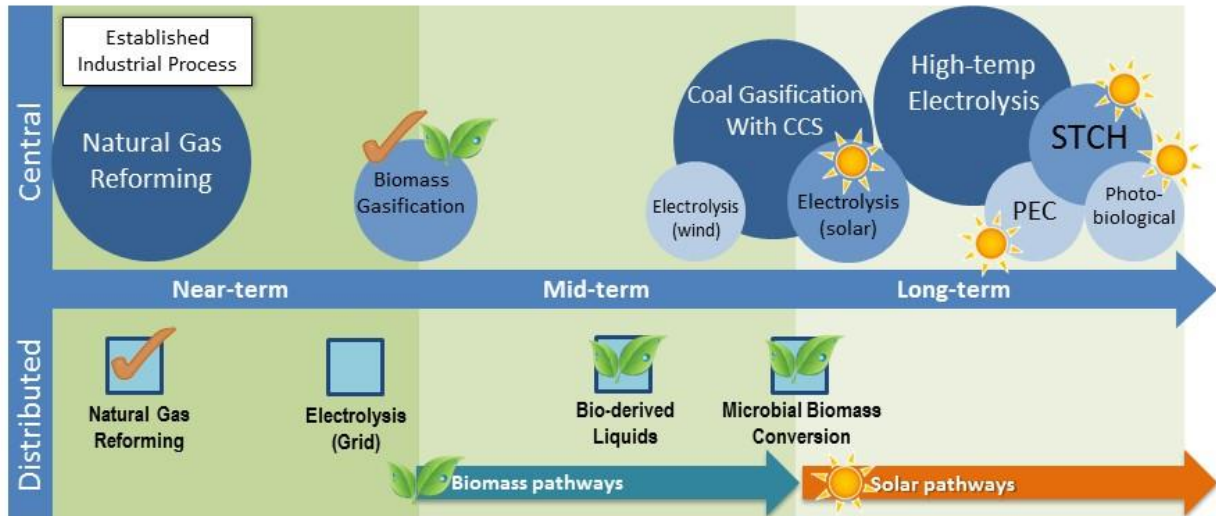 Central
Established
Industrial Process
Natural Gas
Reforming
Biomass
Gasification
Coal Gasification
With CCS
Electrolysis
(wind)
Electrolysis
(solar)
High-temp
Electrolysis
STCH
PEC
Photo-
biological
Near-term
Mid-term
Long-term
Distributed
Natural Gas
Reforming
Electrolysis
(Grid)
Bio-derived
Liquids
Microbial Biomass
Conversion
Biomass pathways
Solar pathways